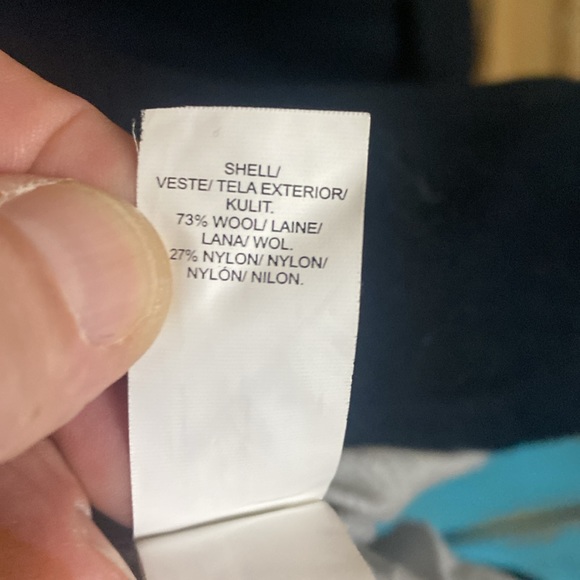 SHELL/
VESTE/ TELA EXTERIOR/
KULIT.
73% WOOL/ LAINE/
LANA/ WOL.
27% NYLON/ NYLON/
NYLÓN/ NILON.